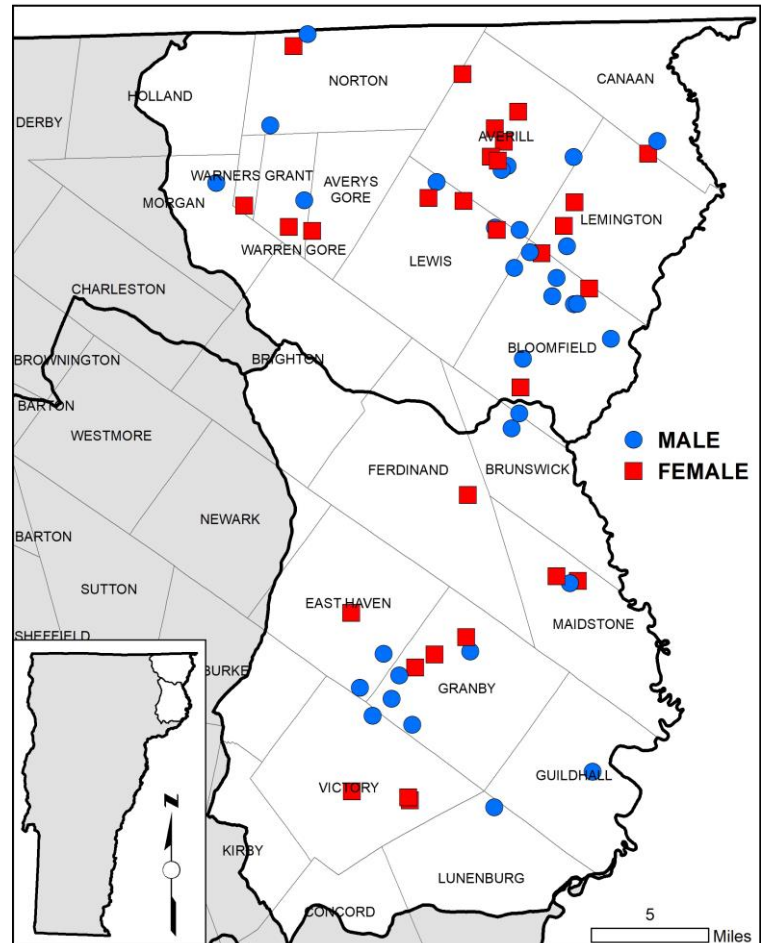 CANAAN
NORTON
HOLLAND
DERBY
AVERILL
WARNERS GRANT
AVERYS
GORE
MORGAN
LEMINGTON
WARREN GORE
LEWIS
CHARLESTON
BLOOMFIELD
BRIGHTON
BROWNINGTON
BARTON
WESTMORE
MALE
FEMALE
FERDINAND
BRUNSWICK
NEWARK
BARTON
SUTTON
EAST HAVEN
MAIDSTONE
SHEFFIELD
BURKE
GRANBY
GUILDHALL
VICTORY
N
KIRBY
LUNENBURG
CONCORD
5
Miles